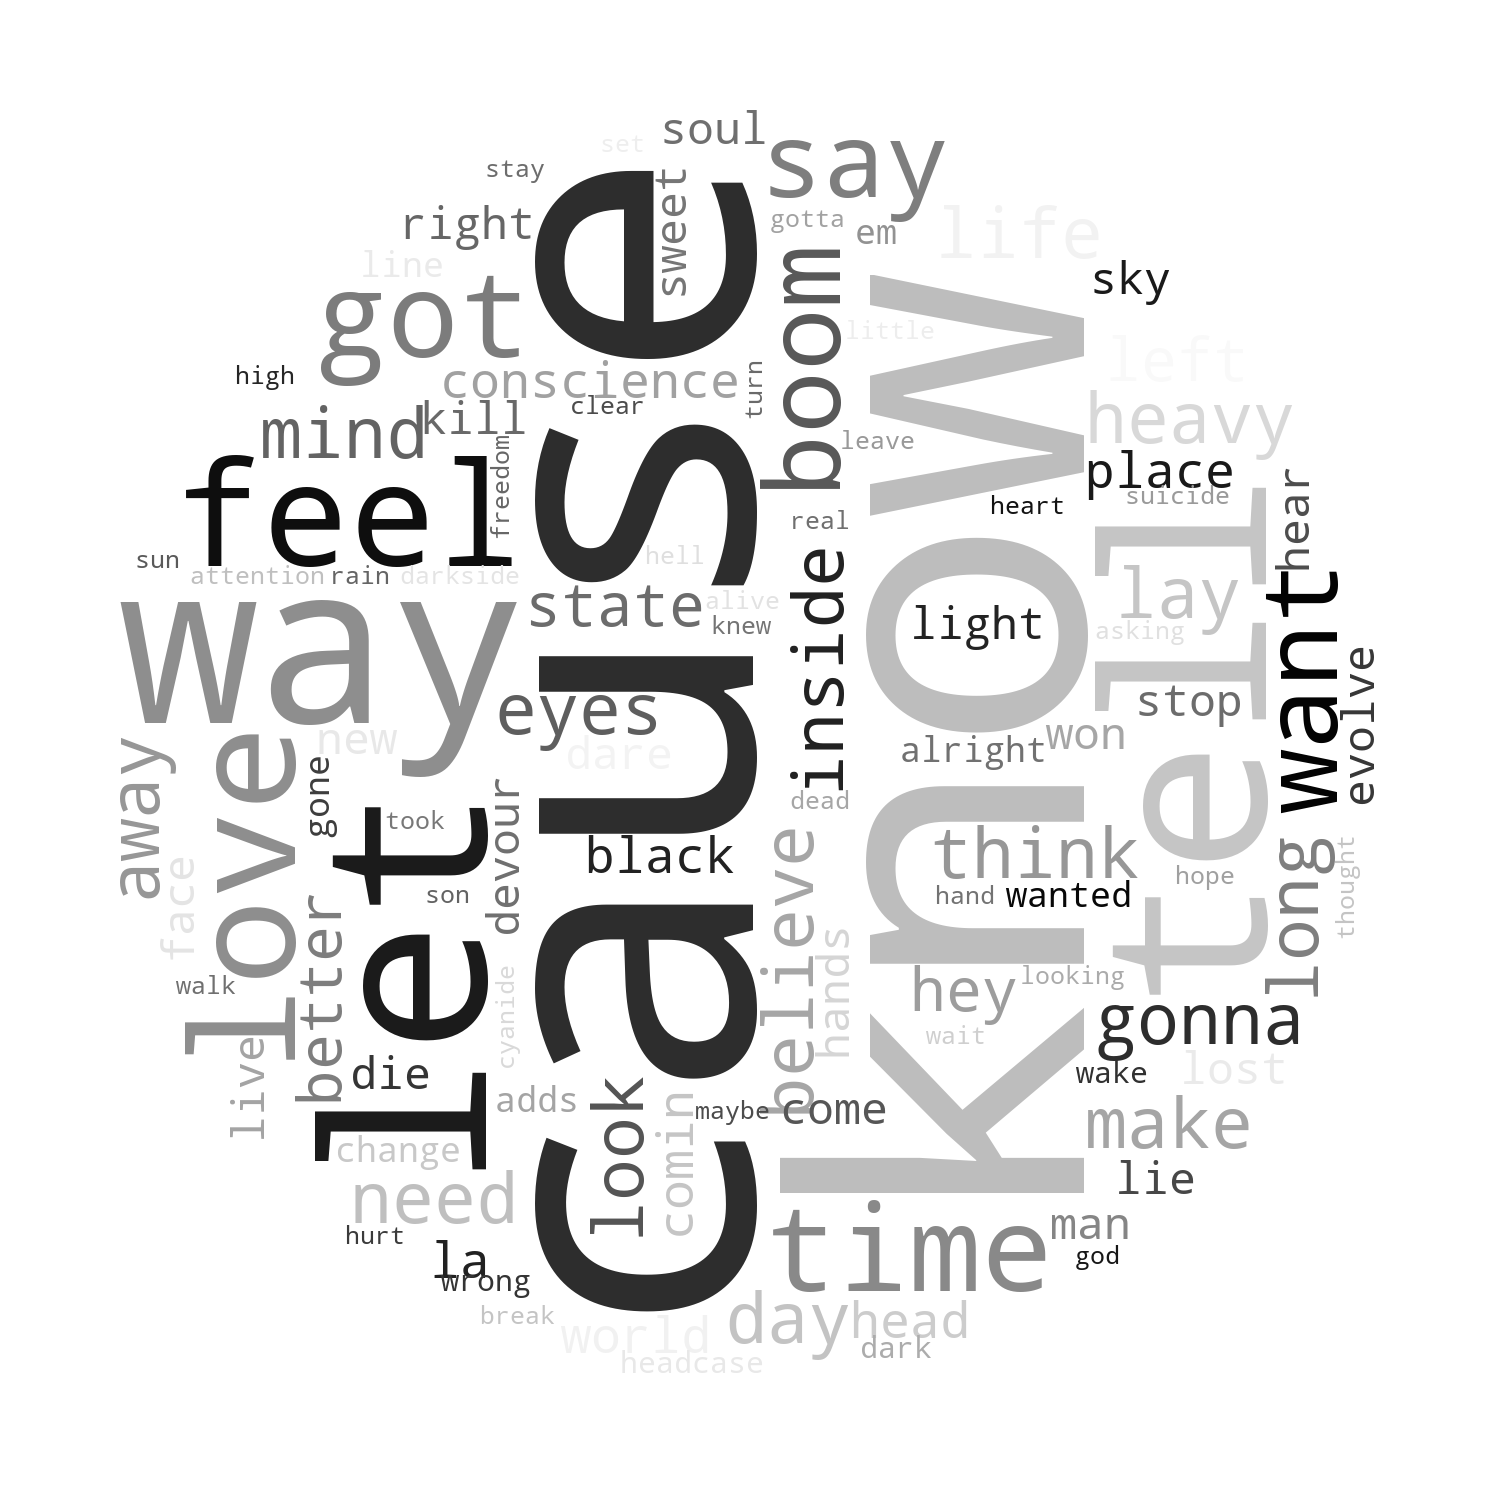 set
soul
say
stay
sweet
right
gotta
em
life
line
sky
got
boom
cause
know
little
left
high
conscience
turn
clear
heavy
mind
kill
leave
place
feel
freedom
suicide
heart
hear
real
sun
attention
rain
darkside
hell
inside
lay
want
way
state
alive
knew
light
asking
tell
evolve
eyes
stop
new
dare
alright
won
away
love
gone
let
took
devour
dead
black
believe
think
long
thought
face
son
hand
wanted
hope
better
hands
walk
cyanide
hey
looking
live
wait
gonna
die
wake
lost
look
adds
comin
maybe
come
make
change
need
lie
hurt
time
man
la
wrong
god
break
world
day
head
headcase
dark